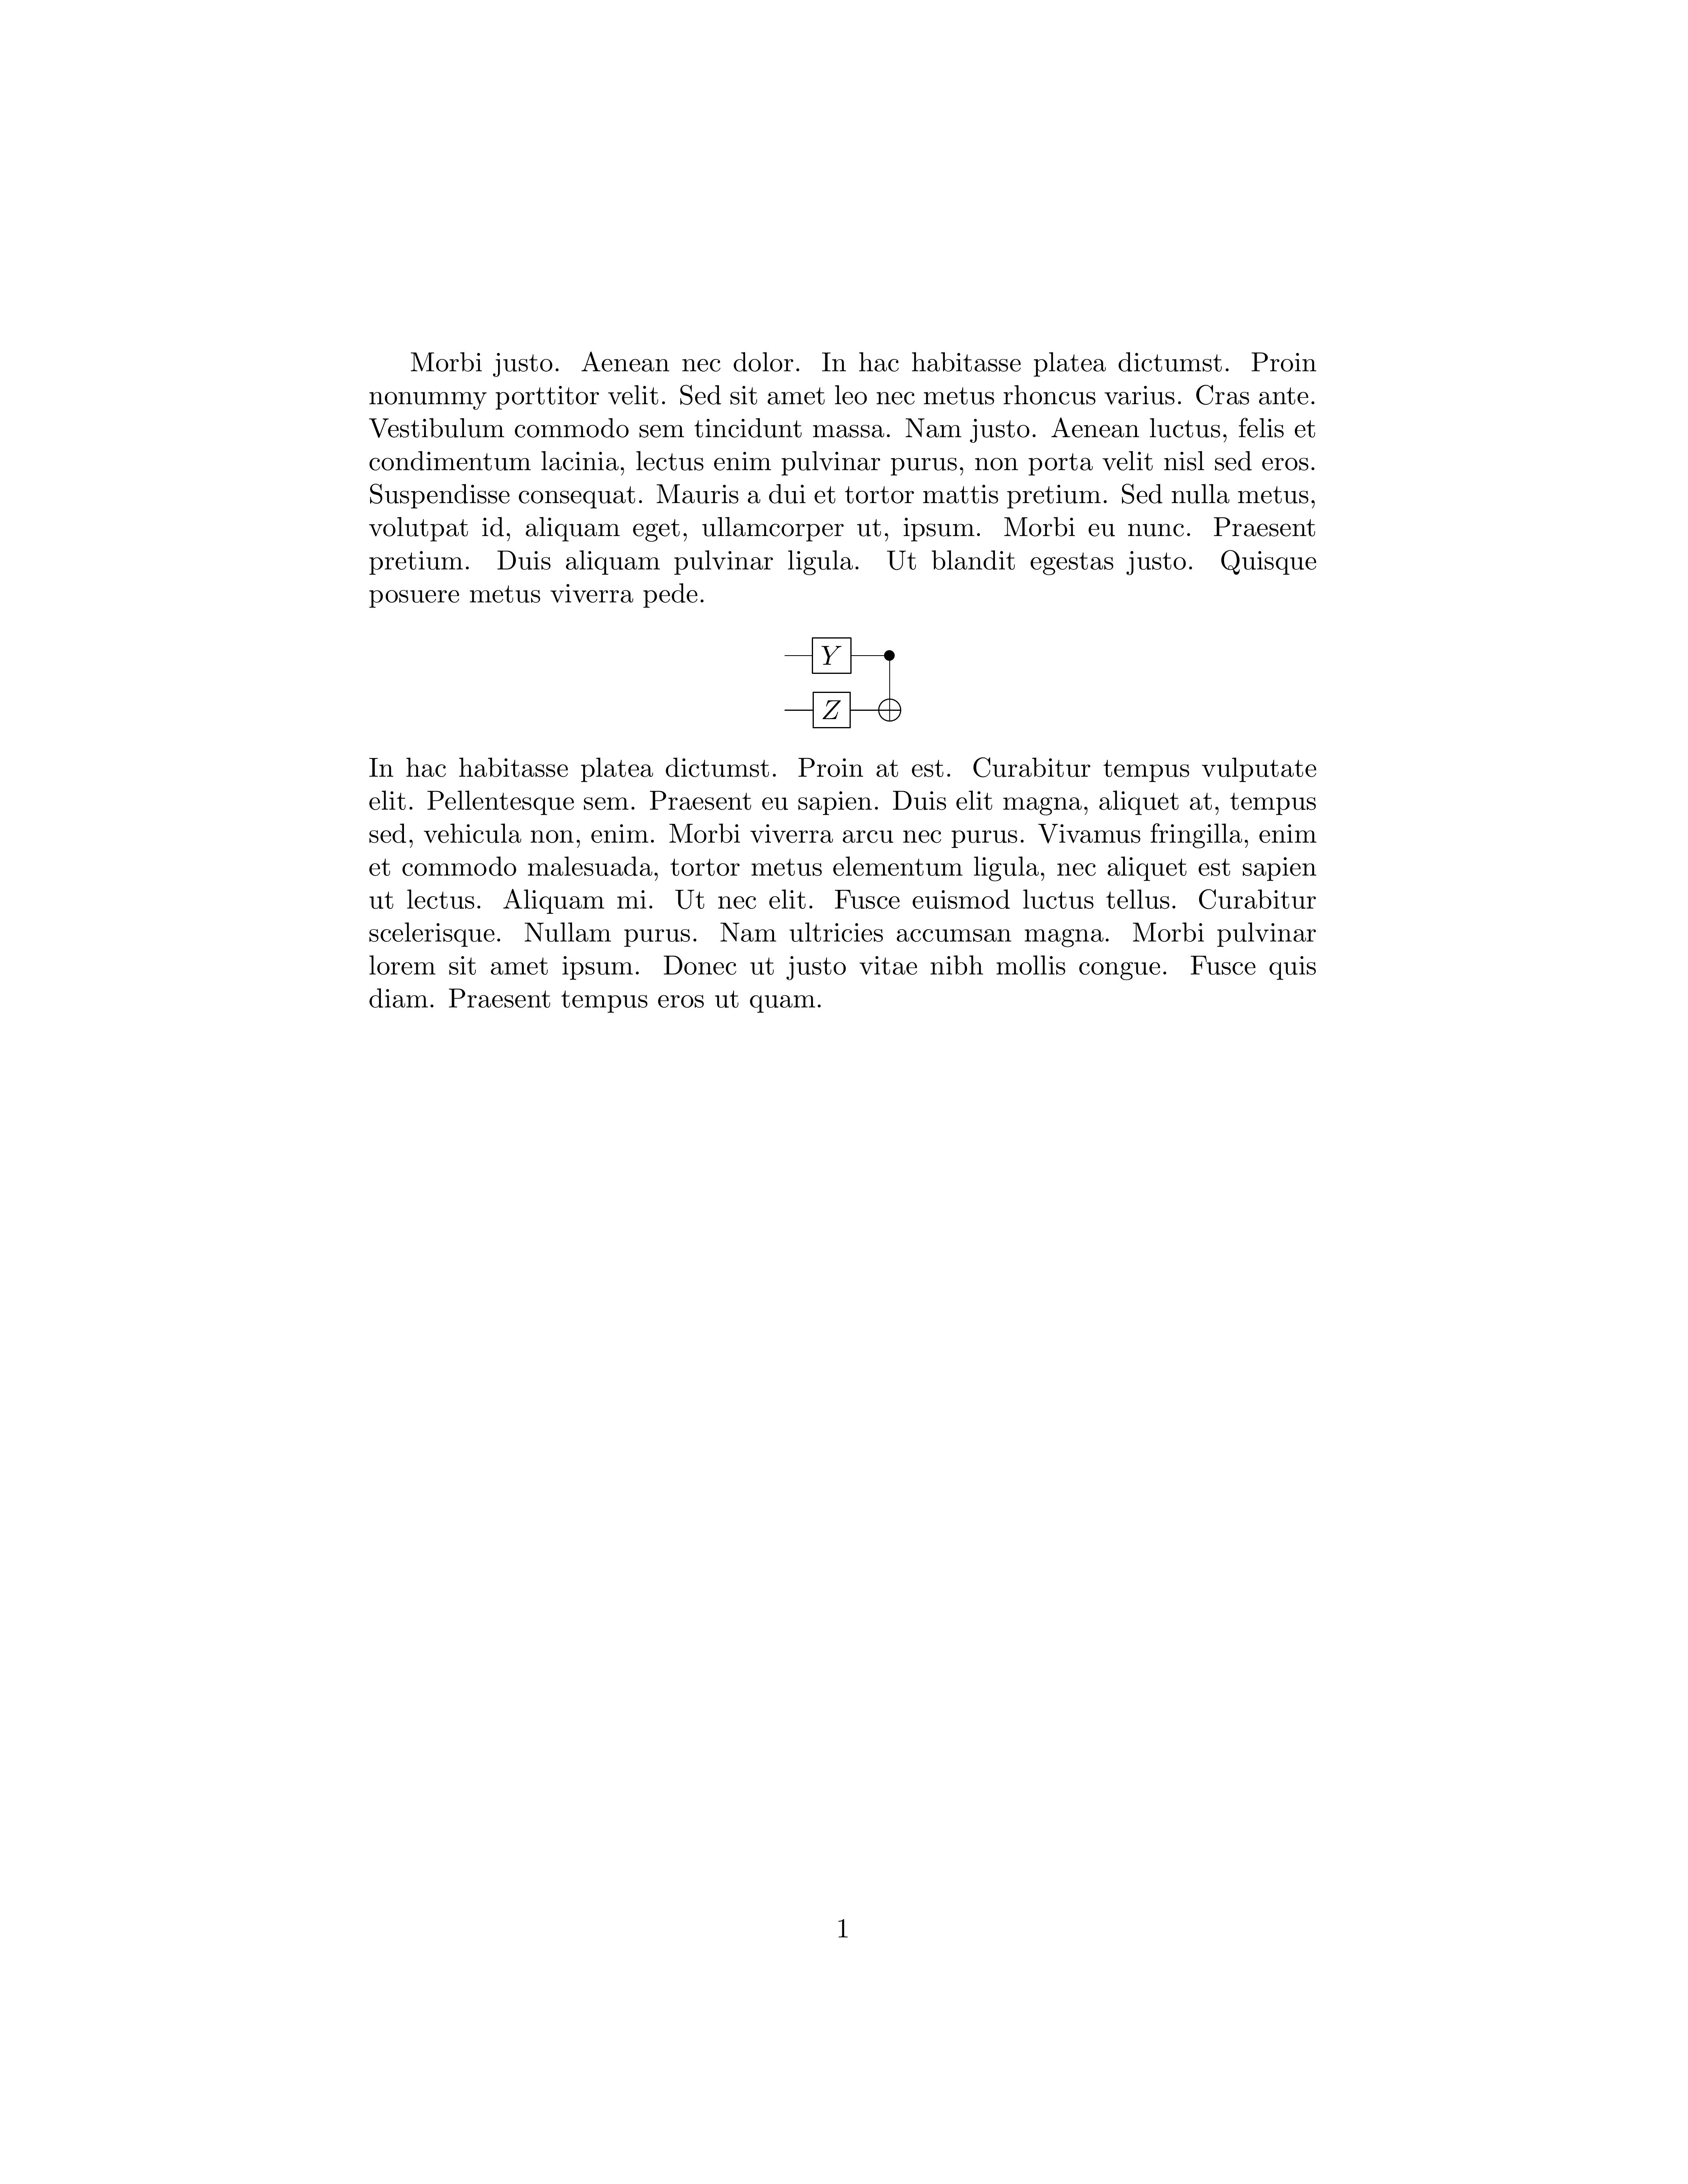 Morbi justo. Aenean nec dolor. In hac habitasse platea dictumst. Proin
nonummy porttitor velit. Sed sit amet leo nec metus rhoncus varius. Cras ante.
Vestibulum commodo sem tincidunt massa. Nam justo. Aenean luctus, felis et
condimentum lacinia, lectus enim pulvinar purus, non porta velit nisl sed eros.
Suspendisse consequat. Mauris a dui et tortor mattis pretium. Sed nulla metus,
volutpat id, aliquam eget, ullamcorper ut, ipsum. Morbi eu nunc. Praesent
pretium. Duis aliquam pulvinar ligula. Ut blandit egestas justo. Quisque
posuere metus viverra pede.
Y
Z
In hac habitasse platea dictumst. Proin at est. Curabitur tempus vulputate
elit. Pellentesque sem. Praesent eu sapien. Duis elit magna, aliquet at, tempus
sed, vehicula non, enim. Morbi viverra arcu nec purus. Vivamus fringilla, enim
et commodo malesuada, tortor metus elementum ligula, nec aliquet est sapien
ut lectus. Aliquam mi. Ut nec elit. Fusce euismod luctus tellus. Curabitur
scelerisque. Nullam purus. Nam ultricies accumsan magna. Morbi pulvinar
lorem sit amet ipsum. Donec ut justo vitae nibh mollis congue. Fusce quis
diam. Praesent tempus eros ut quam.
1